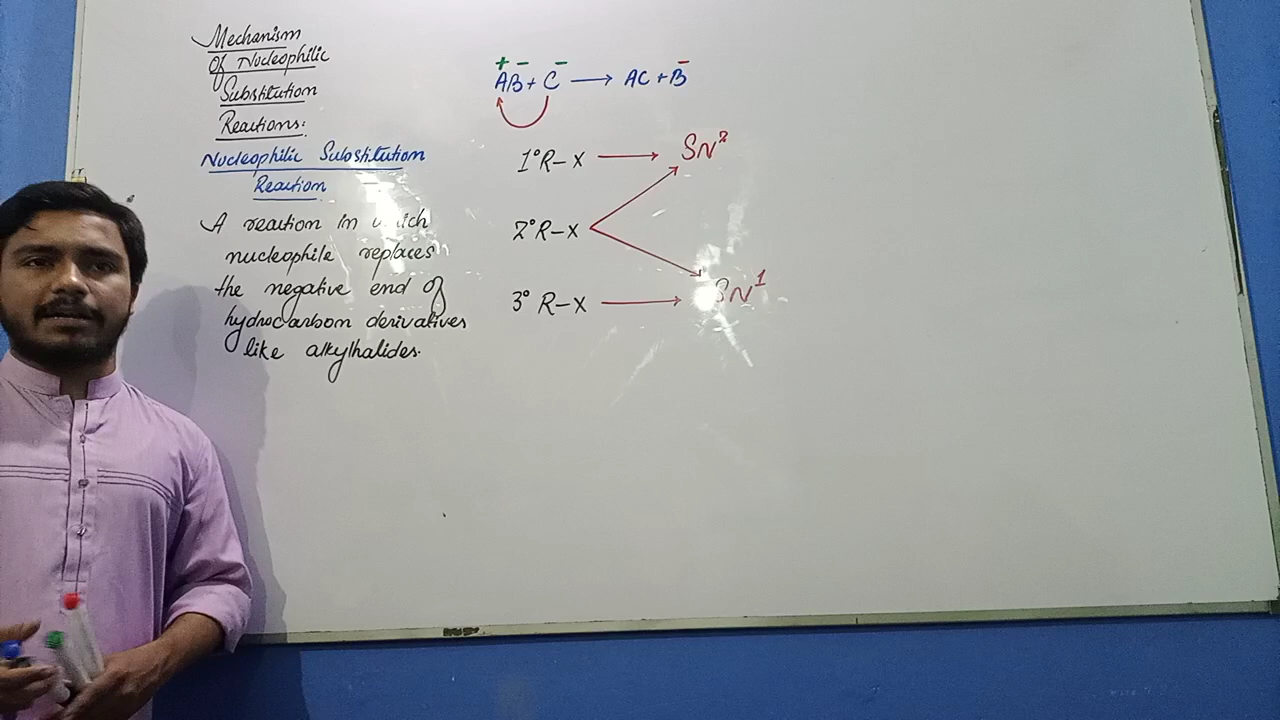 Mechanism
of Nucleophilic
Substitution
Reactions:
Nucleophilic Substitution
Reaction
A reaction in which
nucleophile replaces
the negative end of
hydrocarbon derivatives
like alkylhalides.
+ - -  -
AB + C → AC + B
1° R-X → SN²
2° R-X
3° R-X → SN¹